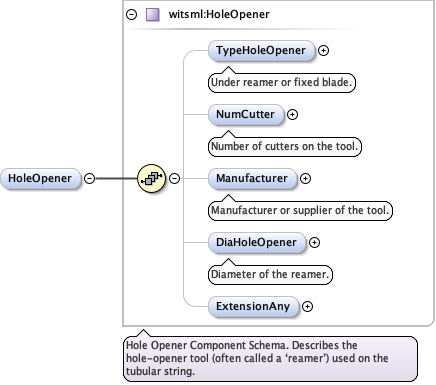 witsml:HoleOpener
TypeHoleOpener
Under reamer or fixed blade.
NumCutter
Number of cutters on the tool.
HoleOpener
Manufacturer
Manufacturer or supplier of the tool.
DiaHoleOpener
Diameter of the reamer.
ExtensionAny
Hole Opener Component Schema. Describes the
hole-opener tool (often called a ‘reamer’) used on the
tubular string.